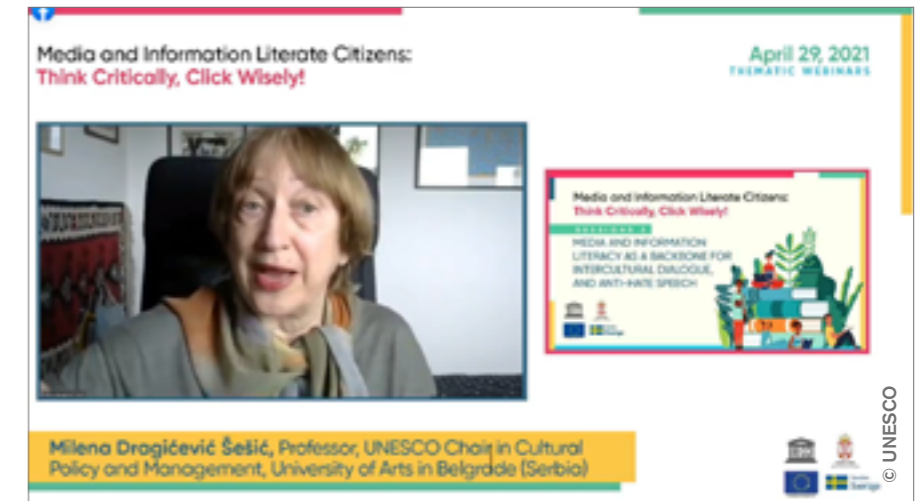 Media and Information Literate Citizens:
Think Critically, Click Wisely!
April 29, 2021
THEMATIC WEBINARS
Media and Information Literate Citizens:
Think Critically, Click Wisely!
MEDIA AND INFORMATION
LITERACY AS A BACKBONE FOR
INTERCULTURAL DIALOGUE,
AND ANTI-HATE SPEECH
Milena Dragićević Šešić, Professor, UNESCO Chair in Cultural
Policy and Management, University of Arts in Belgrade (Serbia)
Sverige
© UNESCO